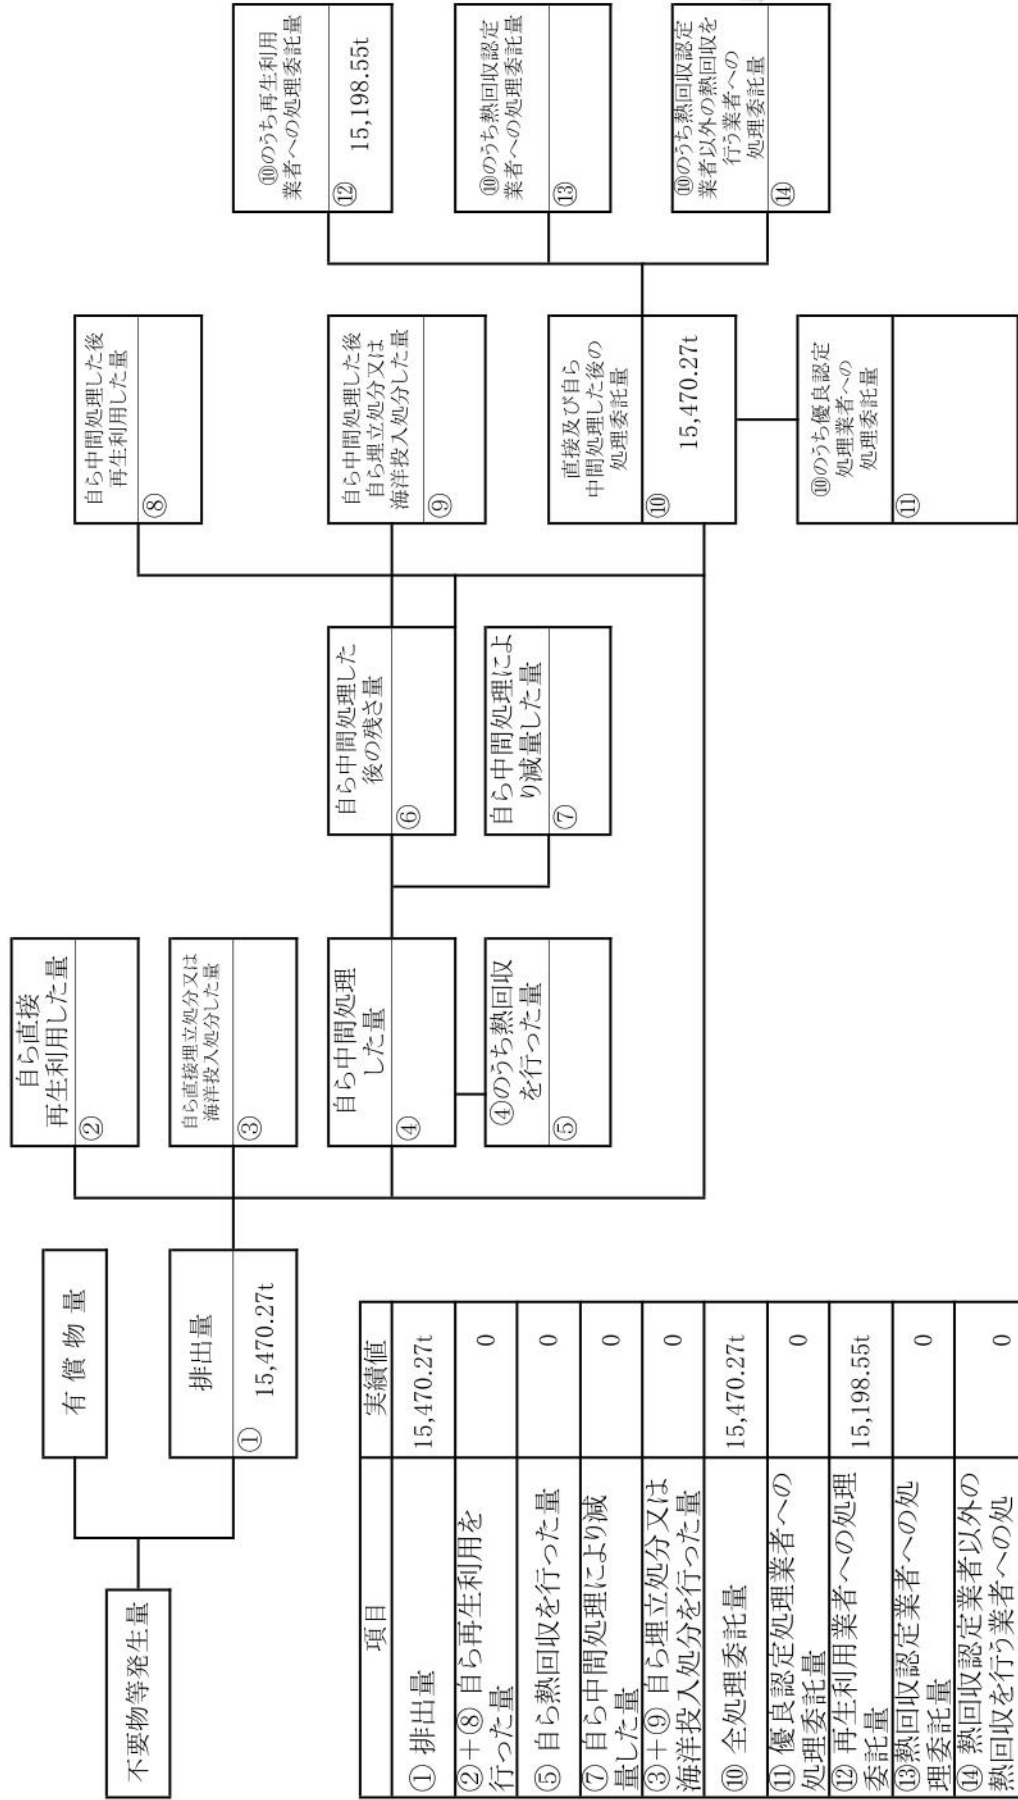 不要物等発生量
有償物量
排出量
①
15,470.27t
自ら直接
再生利用した量
②
自ら直接埋立処分又は
海洋投入処分した量
③
自ら中間処理
した量
④
④のうち熱回収
を行った量
⑤
自ら中間処理した
後の残さ量
⑥
自ら中間処理によ
り減量した量
⑦
自ら中間処理した後
再生利用した量
⑧
自ら中間処理した後
自ら埋立処分又は
海洋投入処分した量
⑨
直接及び自ら
中間処理した後の
処理委託量
⑩
15,470.27t
⑩のうち優良認定
処理業者への
処理委託量
⑪
⑩のうち再生利用
業者への処理委託量
⑫
15,198.55t
⑩のうち熱回収認定
業者への処理委託量
⑬
⑩のうち熱回収認定
業者以外の熱回収を
行う業者への
処理委託量
⑭
項目 実績値
① 排出量 15,470.27t
②＋⑧ 自ら再生利用を
行った量 0
⑤ 自ら熱回収を行った量 0
⑦ 自ら中間処理により減
量した量 0
③＋⑨ 自ら埋立処分又は
海洋投入処分を行った量 0
⑩ 全処理委託量 15,470.27t
⑪ 優良認定処理業者への
処理委託量 0
⑫ 再生利用業者への処理
委託量 15,198.55t
⑬熱回収認定業者への処
理委託量 0
⑭ 熱回収認定業者以外の
熱回収を行う業者への処 0